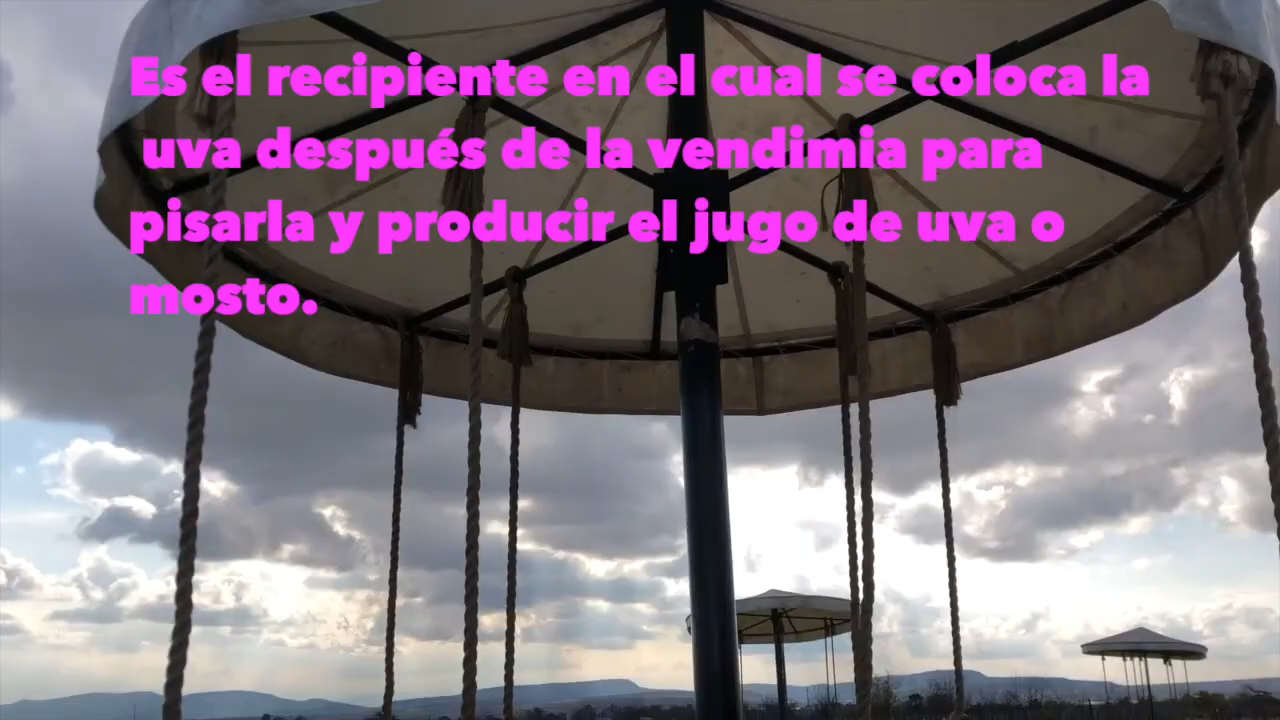 Es el recipiente en el cual se coloca la
uva después de la vendimia para
pisarla y producir el jugo de uva o
mosto.